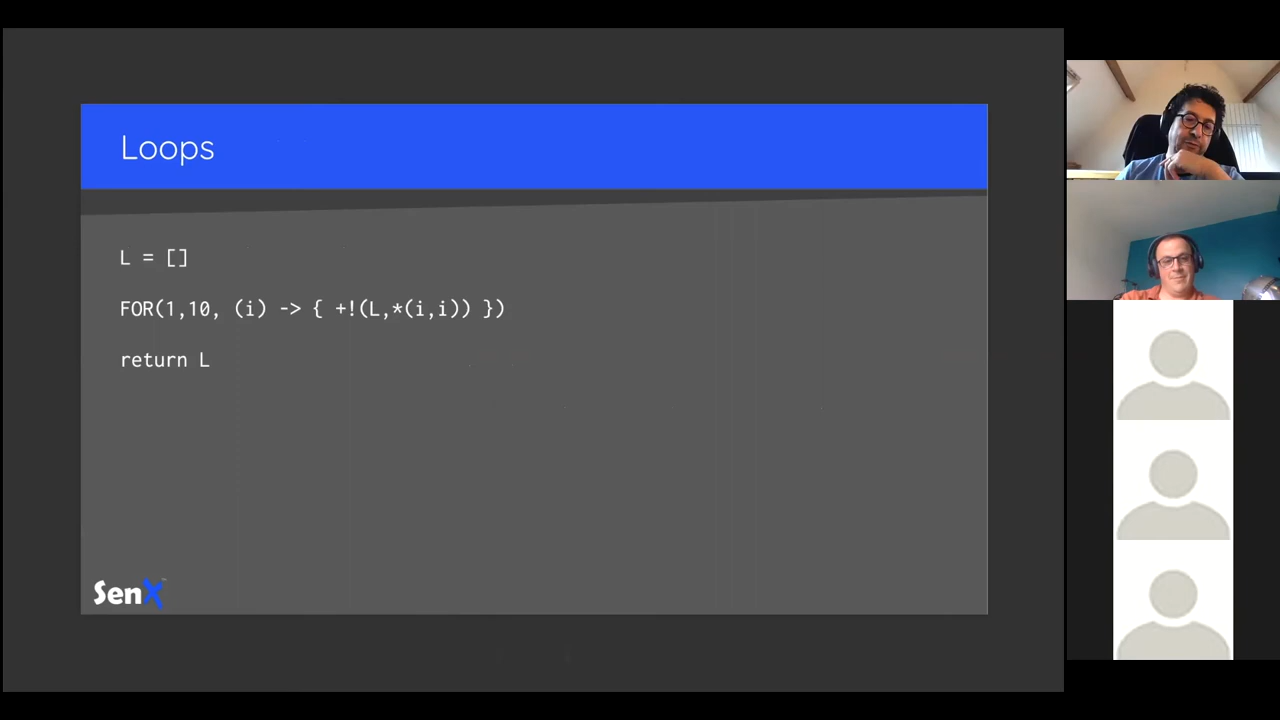 Loops
L = []
FOR(1,10, (i) -> { +!(L,*(i,i)) })
return L
SenX